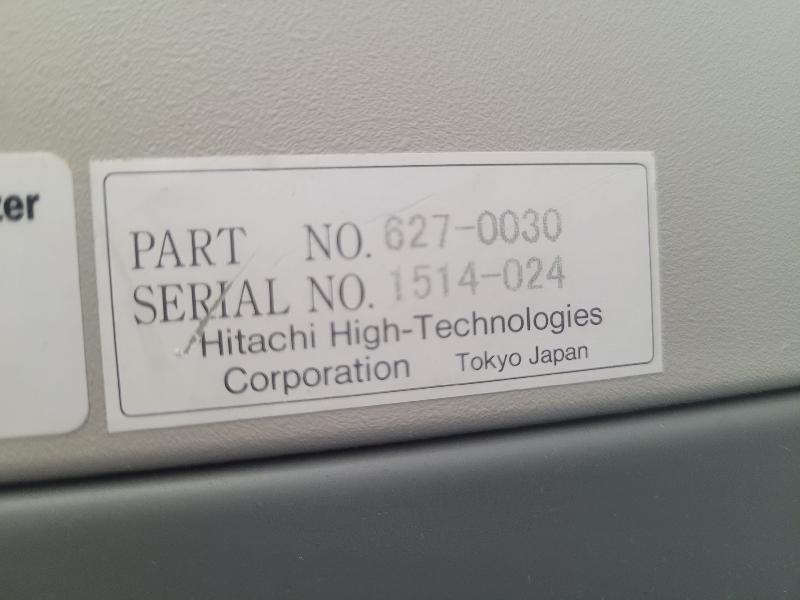 zer
PART NO. 627-0030
SERIAL NO. 1514-024
Hitachi High-Technologies
Corporation Tokyo Japan